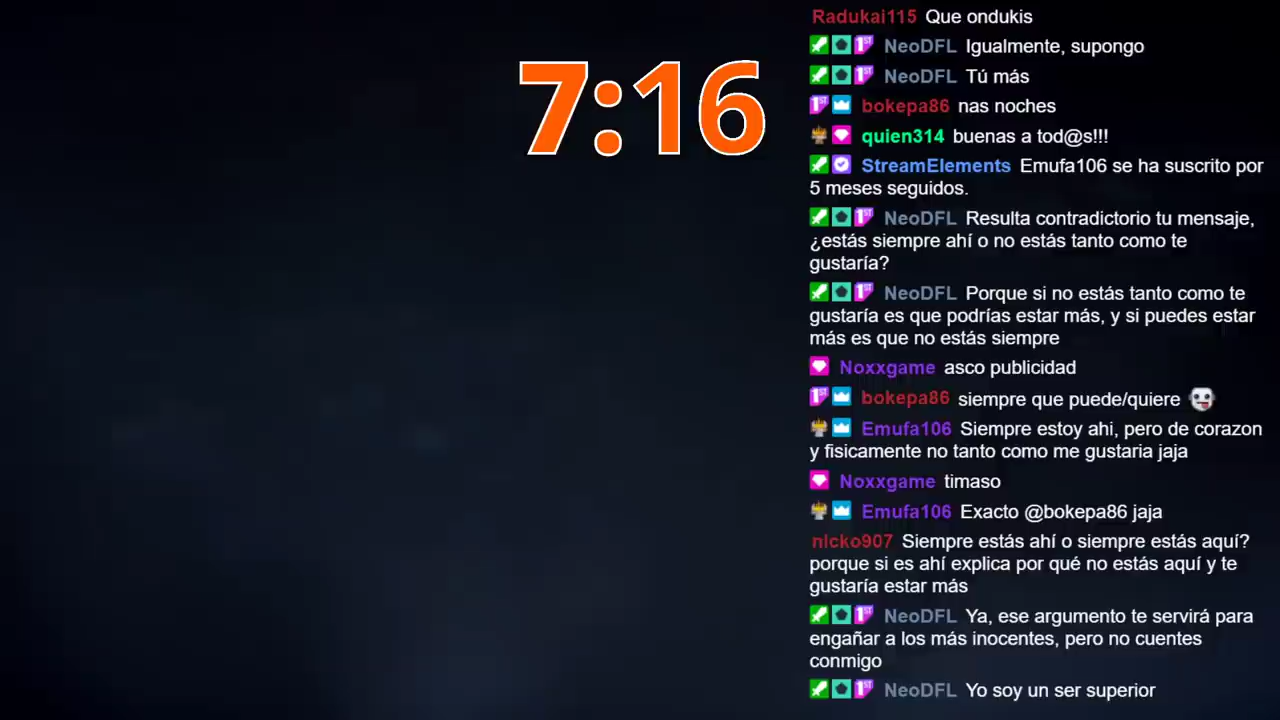 7:16
Radukai115 Que ondukis
NeoDFL Igualmente, supongo
NeoDFL Tú más
bokepa86 nas noches
quien314 buenas a tod@s!!!
StreamElements Emufa106 se ha suscrito por
5 meses seguidos.
NeoDFL Resulta contradictorio tu mensaje,
¿estás siempre ahí o no estás tanto como te
gustaría?
NeoDFL Porque si no estás tanto como te
gustaría es que podrías estar más, y si puedes estar
más es que no estás siempre
Noxxgame asco publicidad
bokepa86 siempre que puede/quiere
Emufa106 Siempre estoy ahi, pero de corazon
y fisicamente no tanto como me gustaria jaja
Noxxgame timaso
Emufa106 Exacto @bokepa86 jaja
nIcko907 Siempre estás ahí o siempre estás aquí?
porque si es ahí explica por qué no estás aquí y te
gustaría estar más
NeoDFL Ya, ese argumento te servirá para
engañar a los más inocentes, pero no cuentes
conmigo
NeoDFL Yo soy un ser superior